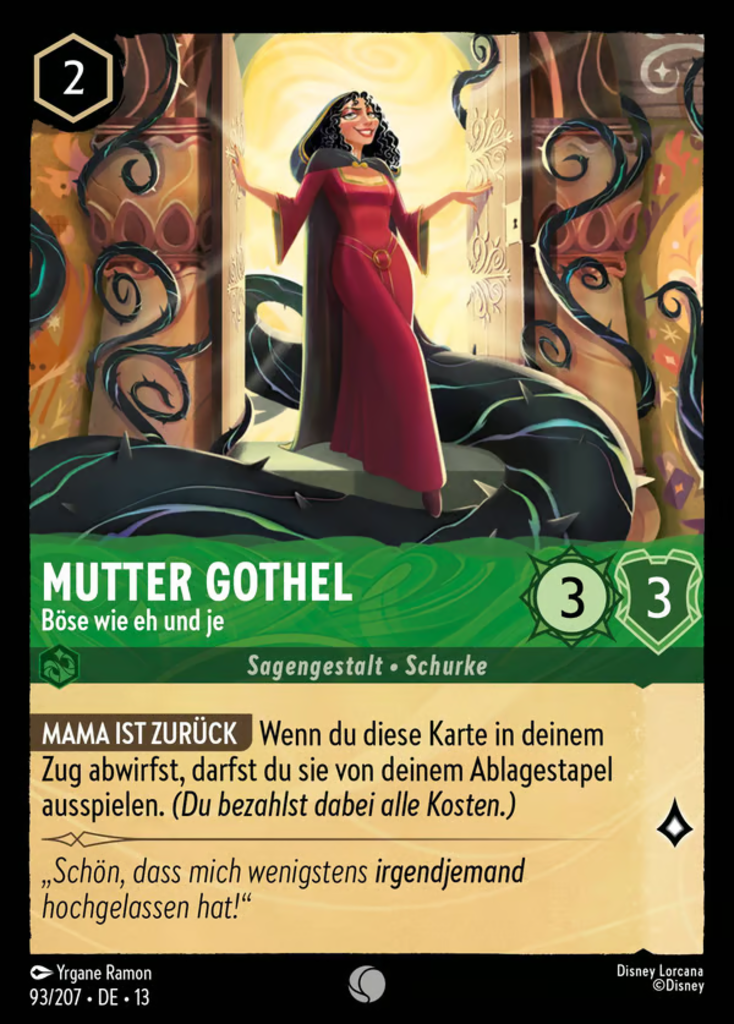 2
MUTTER GOTHEL
Böse wie eh und je
3
3
Sagengestalt • Schurke
MAMA IST ZURÜCK Wenn du diese Karte in deinem
Zug abwirfst, darfst du sie von deinem Ablagestapel
ausspielen. (Du bezahlst dabei alle Kosten.)
„Schön, dass mich wenigstens irgendjemand
hochgelassen hat!“
Yrgane Ramon
93/207 • DE • 13
Disney Lorcana
©Disney